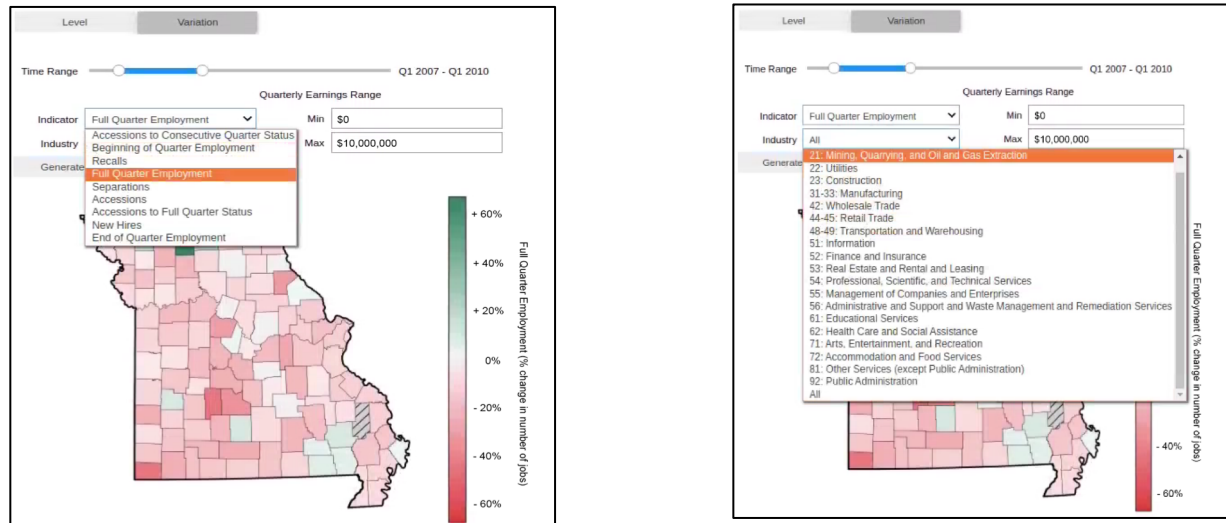 Level Variation
Time Range Q1 2007 - Q1 2010
Quarterly Earnings Range
Indicator Full Quarter Employment Min $0
Industry Max $10,000,000
Generate
Accessions to Consecutive Quarter Status
Beginning of Quarter Employment
Recalls
Full Quarter Employment
Separations
Accessions
Accessions to Full Quarter Status
New Hires
End of Quarter Employment
+ 60%
+ 40%
+ 20%
0%
- 20%
- 40%
- 60%
Full Quarter Employment (% change in number of jobs)
Level Variation
Time Range Q1 2007 - Q1 2010
Quarterly Earnings Range
Indicator Full Quarter Employment Min $0
Industry All Max $10,000,000
Generate
21: Mining, Quarrying, and Oil and Gas Extraction
22: Utilities
23: Construction
31-33: Manufacturing
42: Wholesale Trade
44-45: Retail Trade
48-49: Transportation and Warehousing
51: Information
52: Finance and Insurance
53: Real Estate and Rental and Leasing
54: Professional, Scientific, and Technical Services
55: Management of Companies and Enterprises
56: Administrative and Support and Waste Management and Remediation Services
61: Educational Services
62: Health Care and Social Assistance
71: Arts, Entertainment, and Recreation
72: Accommodation and Food Services
81: Other Services (except Public Administration)
92: Public Administration
All
- 40%
- 60%
Full Quarter Employment (% change in number of jobs)